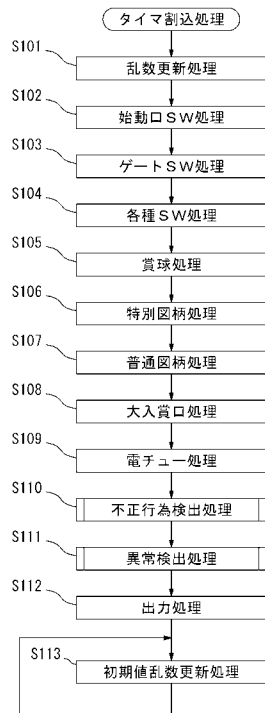 タイマ割込処理
S101
乱数更新処理
S102
始動口SW処理
S103
ゲートSW処理
S104
各種SW処理
S105
賞球処理
S106
特別図柄処理
S107
普通図柄処理
S108
大入賞口処理
S109
電チュー処理
S110
不正行為検出処理
S111
異常検出処理
S112
出力処理
S113
初期値乱数更新処理